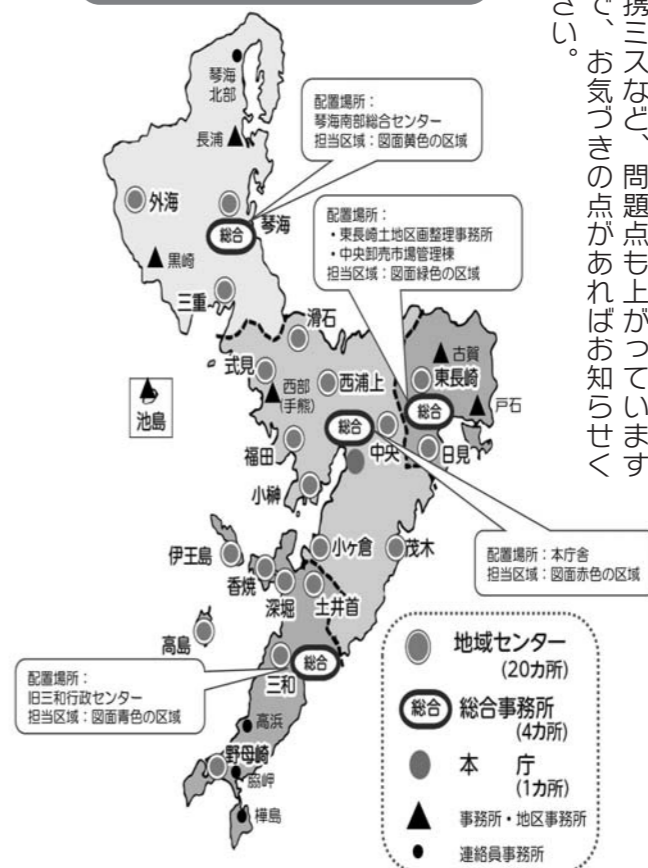 携ミスなど、問題点も上がっています
で、お気づきの点があればお知らせく
さい。
琴海
北部
長浦
外海
琴海
総合
黒崎
三重
配置場所：
琴海南部総合センター
担当区域：図面黄色の区域
配置場所：
・東長崎土地区画整理事務所
・中央卸売市場管理棟
担当区域：図面緑色の区域
滑石
式見
西部
(手熊)
西浦上
古賀
東長崎
戸石
総合
総合
池島
中央
日見
福田
小榊
伊王島
小ヶ倉
茂木
香焼
深堀
土井首
配置場所：本庁舎
担当区域：図面赤色の区域
高島
総合
三和
配置場所：
旧三和行政センター
担当区域：図面青色の区域
高浜
野母崎
脇岬
樺島
地域センター
(20カ所)
総合
総合事務所
(4カ所)
本 庁
(1カ所)
事務所・地区事務所
連絡員事務所